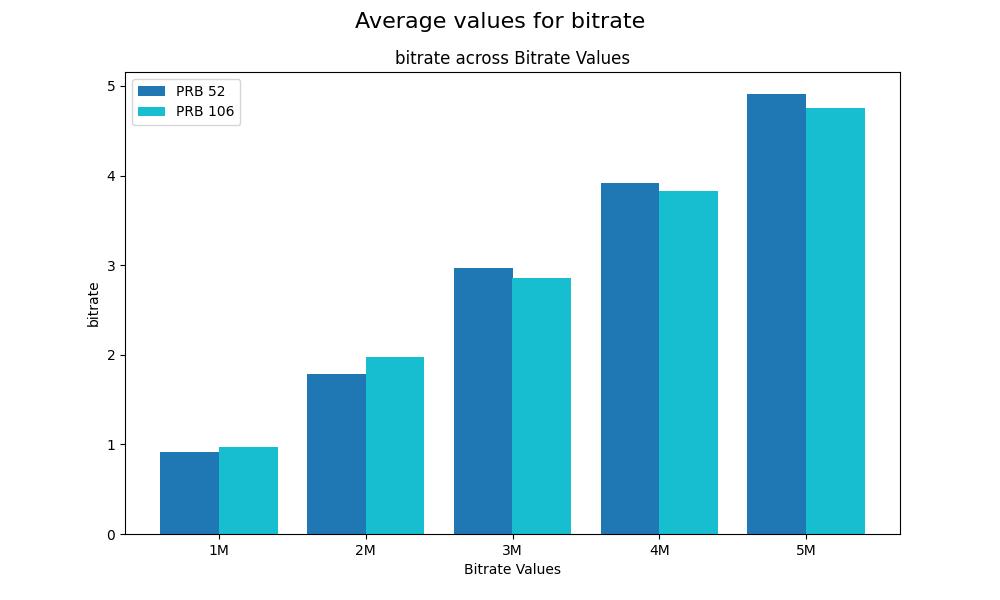 Average values for bitrate
bitrate across Bitrate Values
PRB 52
PRB 106
5
4
3
2
1
0
bitrate
1M 2M 3M 4M 5M
Bitrate Values